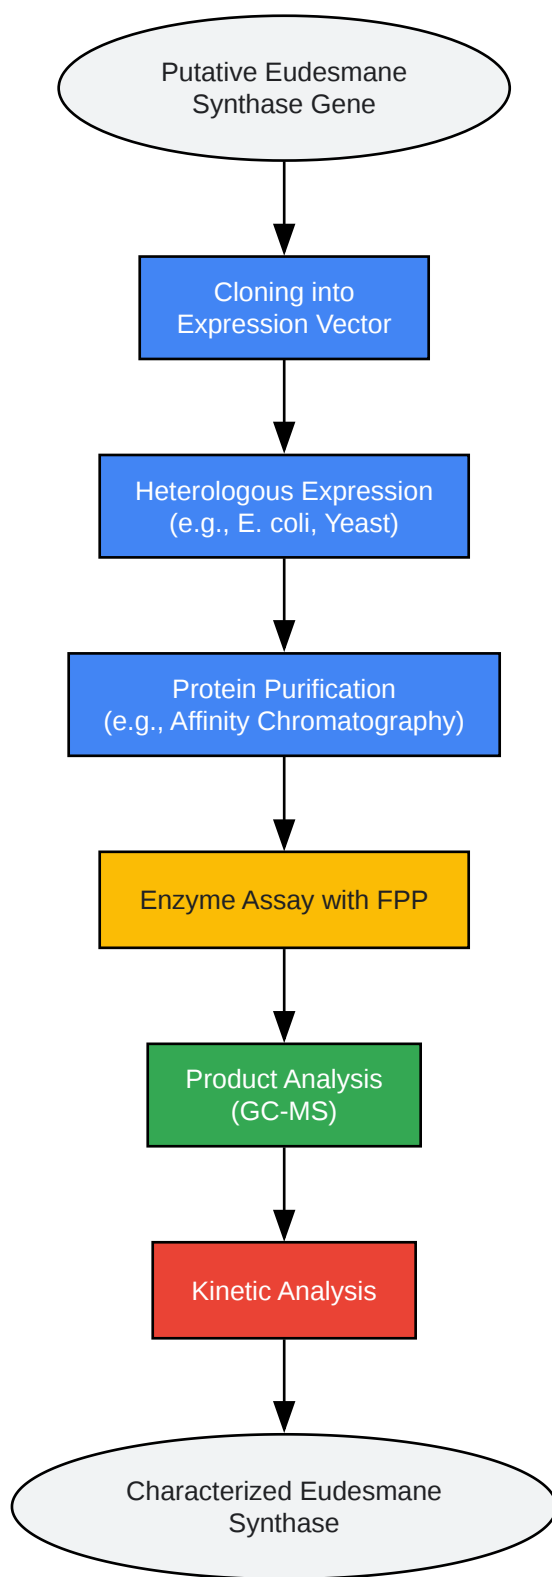 Putative Eudesmane
Synthase Gene
Cloning into
Expression Vector
Heterologous Expression
(e.g., E. coli, Yeast)
Protein Purification
(e.g., Affinity Chromatography)
Enzyme Assay with FPP
Product Analysis
(GC-MS)
Kinetic Analysis
Characterized Eudesmane
Synthase